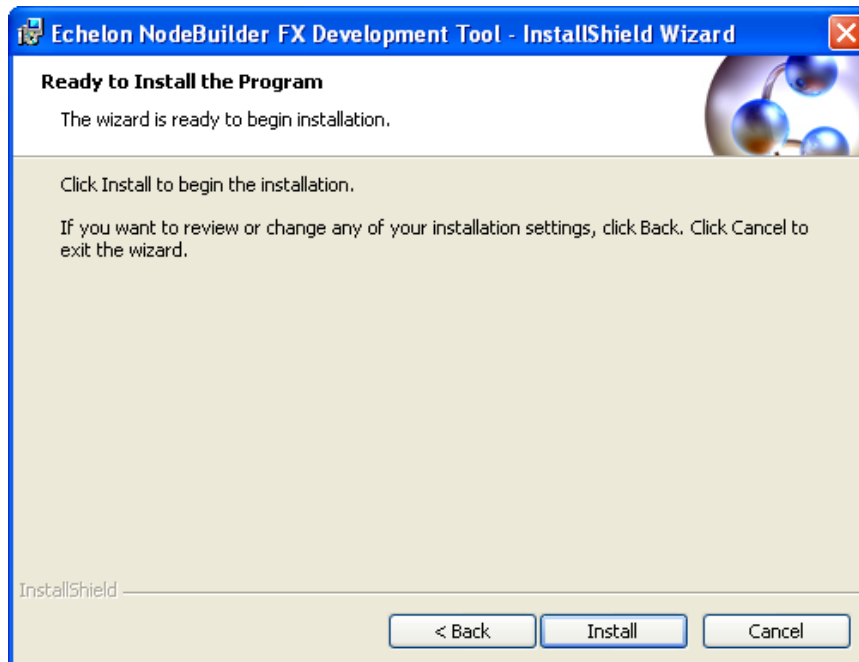 Echelon NodeBuilder FX Development Tool - InstallShield Wizard
Ready to Install the Program
The wizard is ready to begin installation.
Click Install to begin the installation.
If you want to review or change any of your installation settings, click Back. Click Cancel to
exit the wizard.
InstallShield
< Back Install Cancel